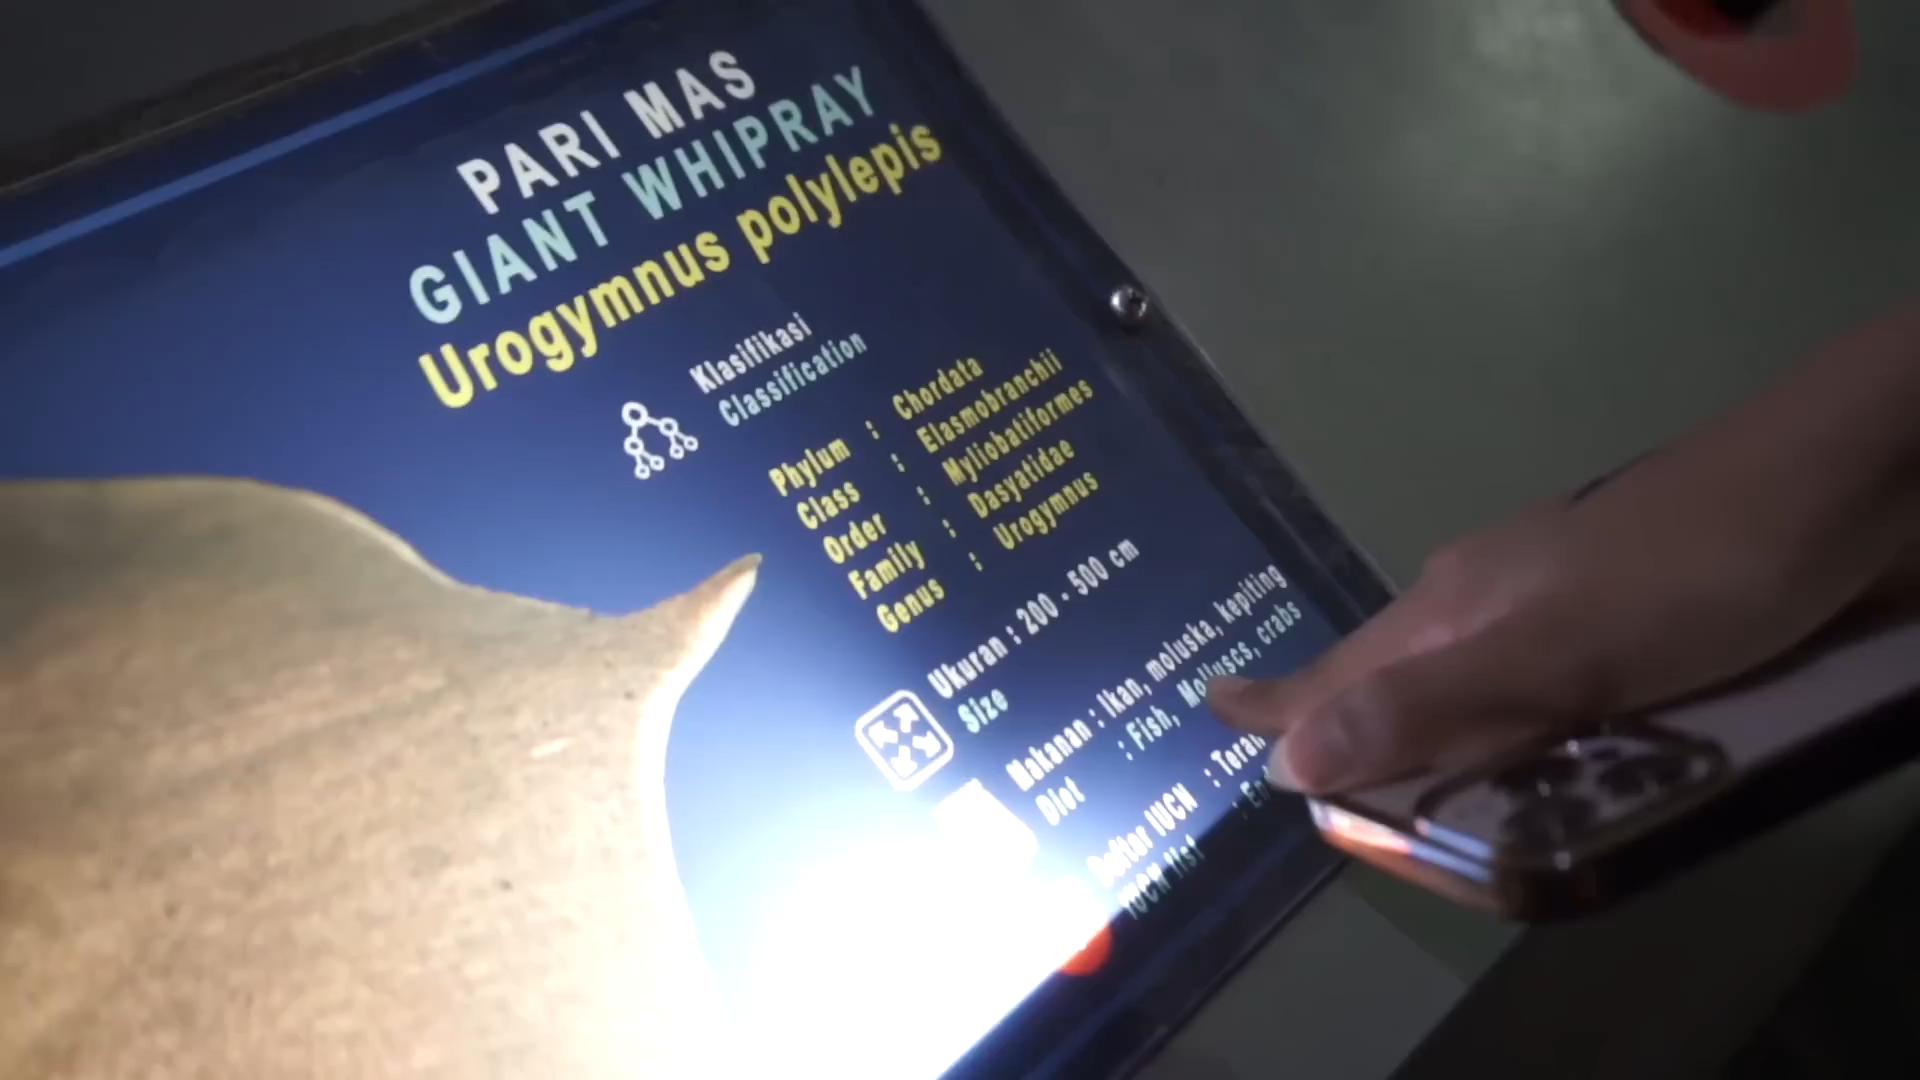 PARI MAS
GIANT WHIPRAY
Urogymnus polylepis
Klasifikasi
Classification
Phylum : Chordata
Class : Elasmobranchii
Order : Myliobatiformes
Family : Dasyatidae
Genus : Urogymnus
Ukuran : 200 - 500 cm
Size
Makanan : Ikan, moluska, kepiting
Diet : Fish, Molluscs, crabs
Daftar IUCN :
IUCN list :